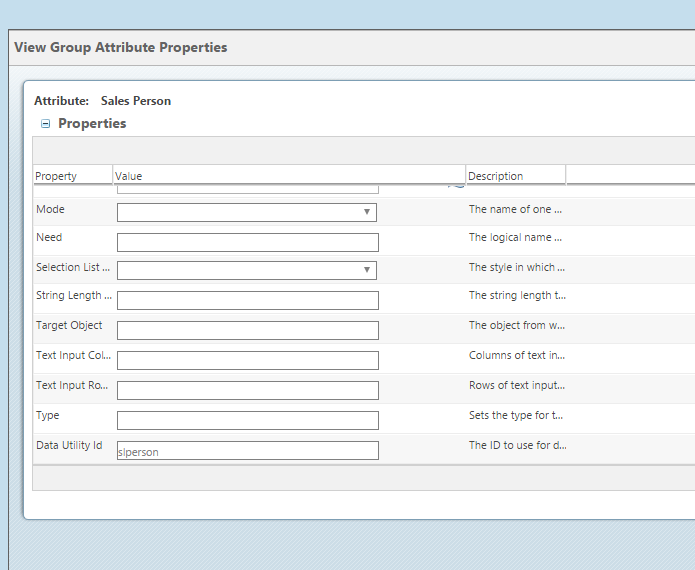 View Group Attribute Properties
Attribute: Sales Person
Properties
Property Value Description
Mode The name of one ...
Need The logical name ...
Selection List ... The style in which ...
String Length ... The string length t...
Target Object The object from w...
Text Input Col... Columns of text in...
Text Input Ro... Rows of text input...
Type Sets the type for t...
Data Utility Id slperson The ID to use for d...